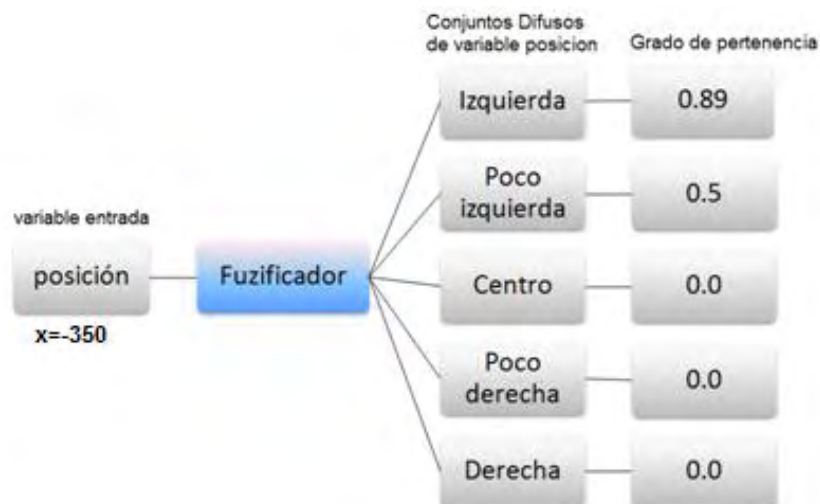 Conjuntos Difusos
de variable posicion
Grado de pertenencia
Izquierda
0.89
Poco
izquierda
0.5
variable entrada
posición
Fuzificador
Centro
0.0
x=-350
Poco
derecha
0.0
Derecha
0.0